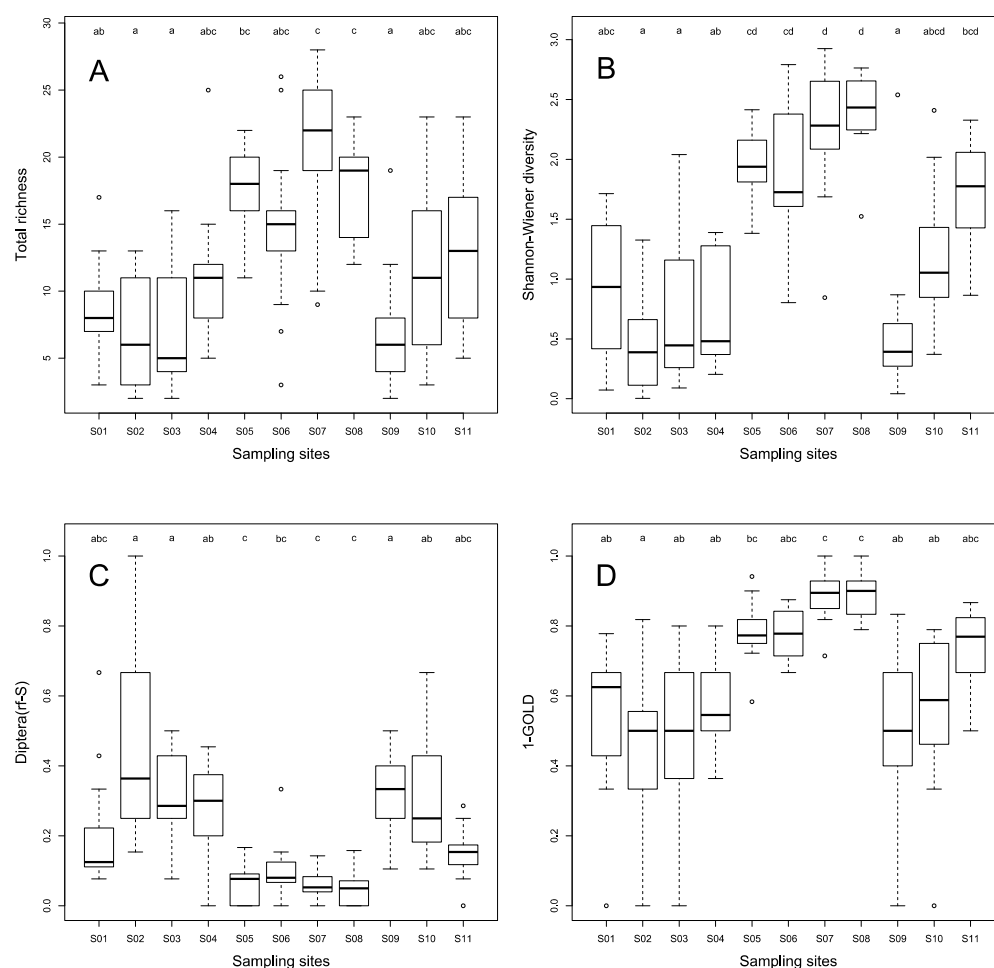 ab a a abc bc c c a abc abc
A
Total richness
30
25
20
15
10
5
S01 S02 S03 S04 S05 S06 S07 S08 S09 S10 S11
Sampling sites
abc a a ab cd cd d d a abcd bcd
B
Shannon-Wiener diversity
3.0
2.5
2.0
1.5
1.0
0.5
0.0
S01 S02 S03 S04 S05 S06 S07 S08 S09 S10 S11
Sampling sites
abc a a ab c bc c c a ab abc
C
Diptera(rf-S)
1.0
0.8
0.6
0.4
0.2
0.0
S01 S02 S03 S04 S05 S06 S07 S08 S09 S10 S11
Sampling sites
ab a ab ab bc abc c c ab ab abc
D
1-GOLD
1.0
0.8
0.6
0.4
0.2
0.0
S01 S02 S03 S04 S05 S06 S07 S08 S09 S10 S11
Sampling sites